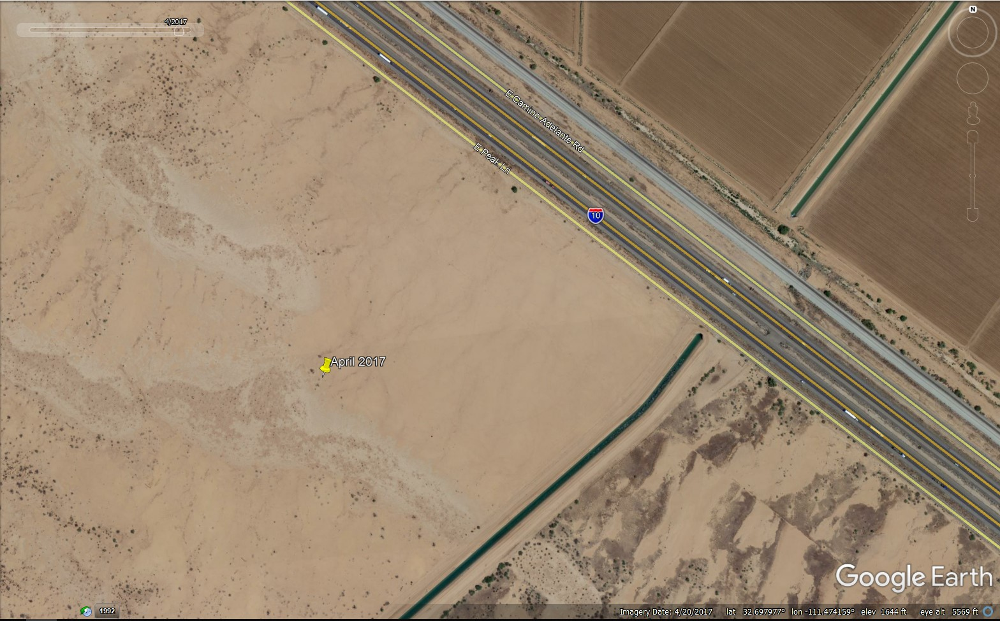 N
4/2017
E Camino Adelante Rd
E Peak Ln
10
April 2017
Google Earth
1992
Imagery Date: 4/20/2017 lat 32.697977° lon -111.474159° elev 1644 ft eye alt 5569 ft